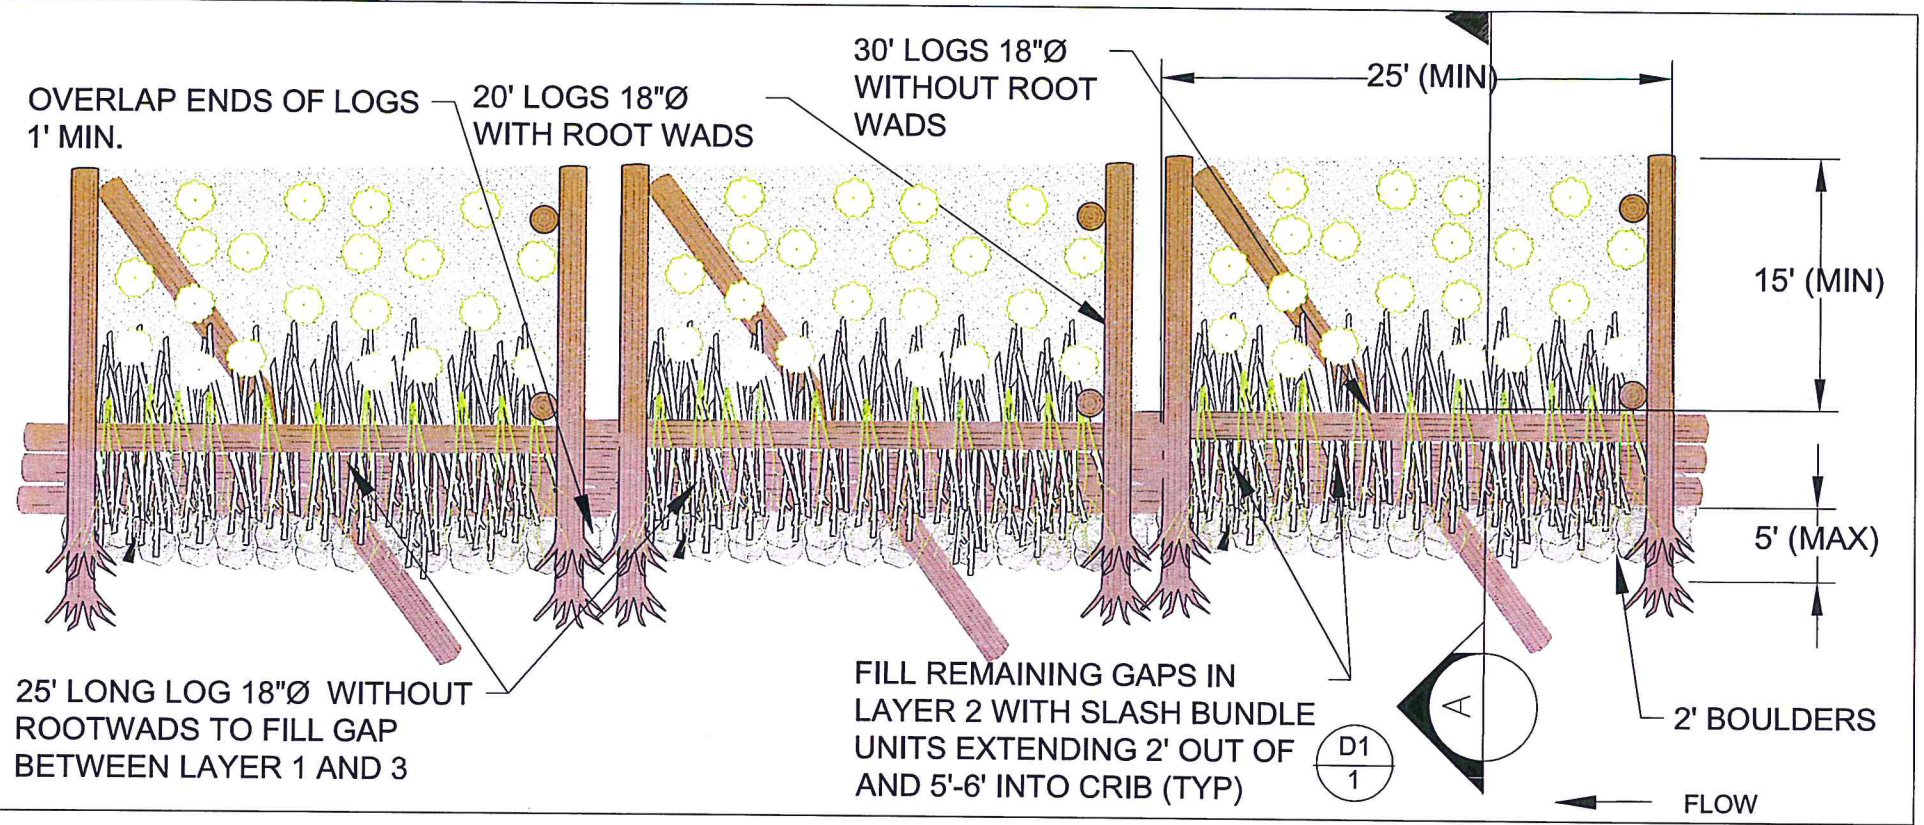 OVERLAP ENDS OF LOGS
1' MIN.
20' LOGS 18"Ø
WITH ROOT WADS
30' LOGS 18"Ø
WITHOUT ROOT
WADS
25' (MIN)
15' (MIN)
5' (MAX)
25' LONG LOG 18"Ø WITHOUT
ROOTWADS TO FILL GAP
BETWEEN LAYER 1 AND 3
FILL REMAINING GAPS IN
LAYER 2 WITH SLASH BUNDLE
UNITS EXTENDING 2' OUT OF
AND 5'-6' INTO CRIB (TYP)
D1
1
A
2' BOULDERS
FLOW